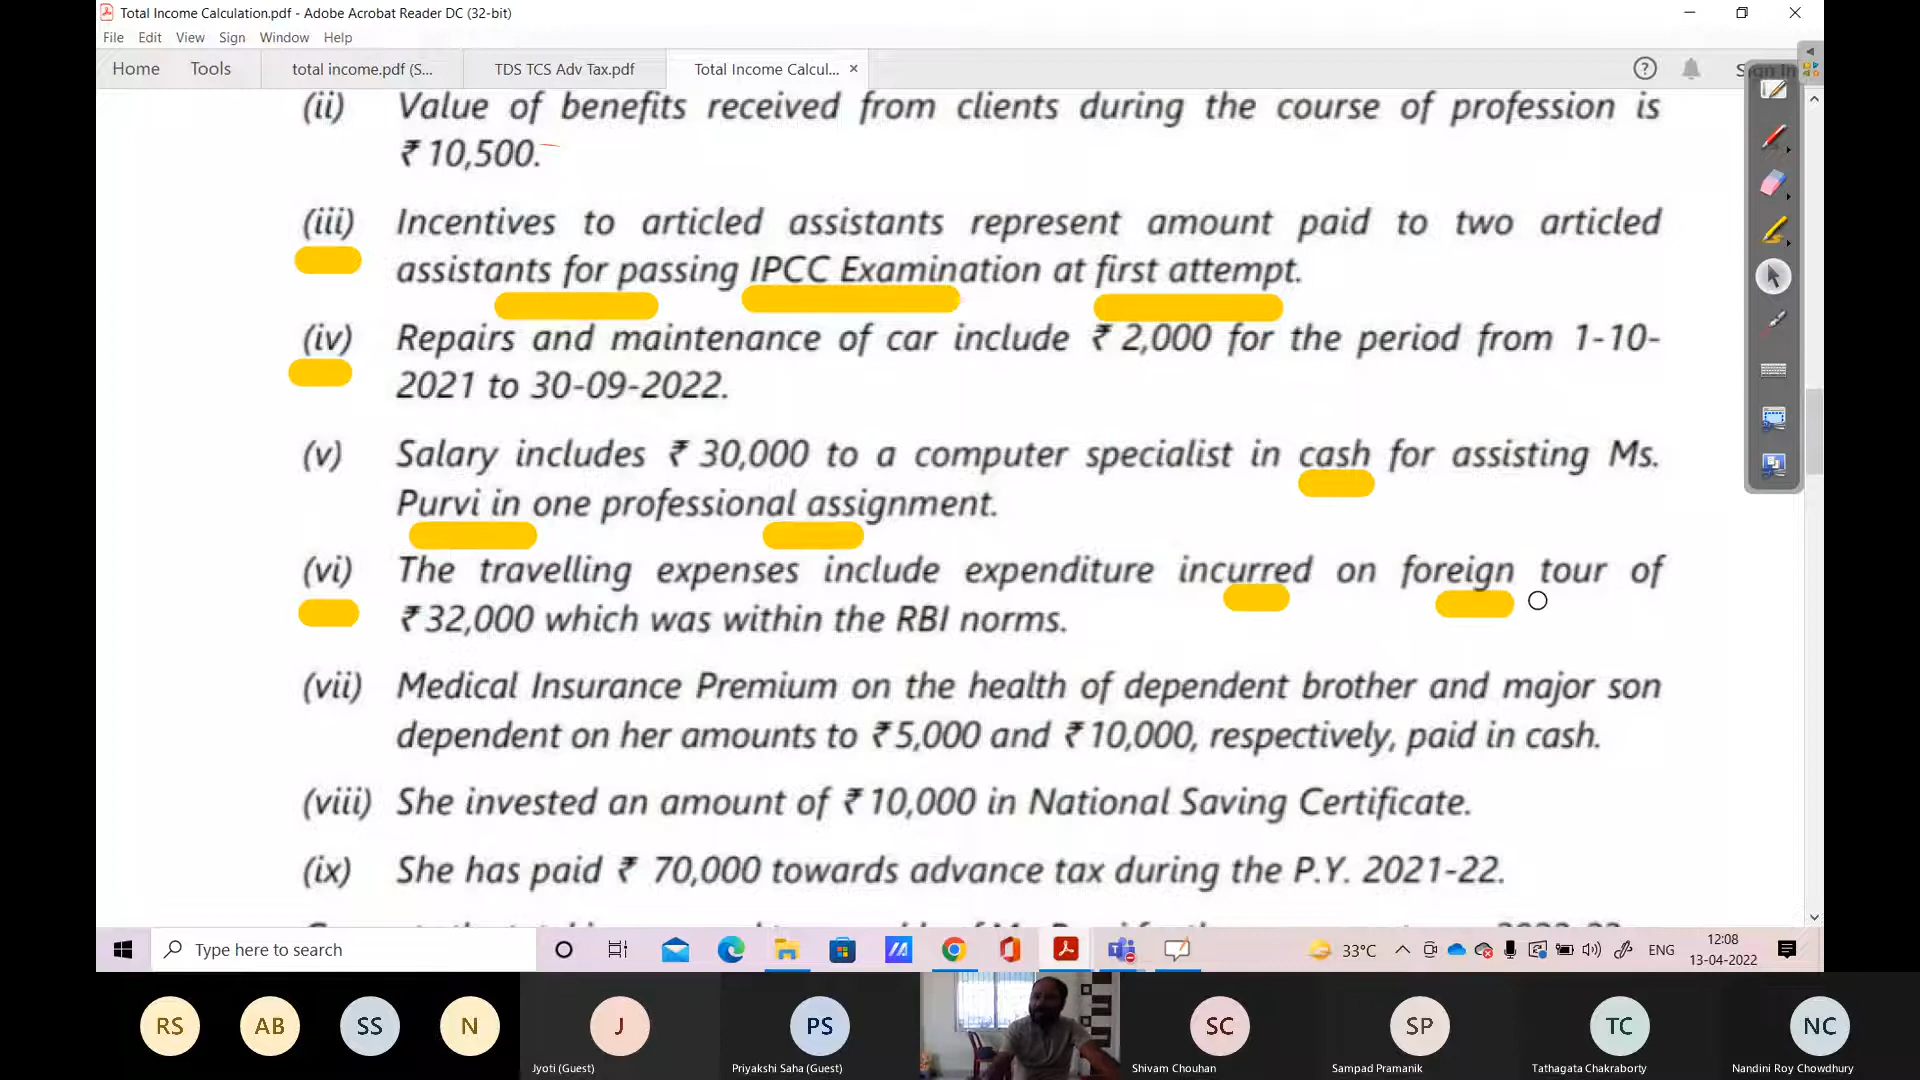 Total Income Calculation.pdf - Adobe Acrobat Reader DC (32-bit)
File Edit View Sign Window Help
Home Tools total income.pdf (S... TDS TCS Adv Tax.pdf Total Income Calcul... ×
(ii) Value of benefits received from clients during the course of profession is
₹ 10,500.
(iii) Incentives to articled assistants represent amount paid to two articled
assistants for passing IPCC Examination at first attempt.
(iv) Repairs and maintenance of car include ₹ 2,000 for the period from 1-10-
2021 to 30-09-2022.
(v) Salary includes ₹ 30,000 to a computer specialist in cash for assisting Ms.
Purvi in one professional assignment.
(vi) The travelling expenses include expenditure incurred on foreign tour of
₹ 32,000 which was within the RBI norms.
(vii) Medical Insurance Premium on the health of dependent brother and major son
dependent on her amounts to ₹ 5,000 and ₹ 10,000, respectively, paid in cash.
(viii) She invested an amount of ₹ 10,000 in National Saving Certificate.
(ix) She has paid ₹ 70,000 towards advance tax during the P.Y. 2021-22.
Type here to search
33°C ENG
12:08
13-04-2022
RS AB SS N J PS SC SP TC NC
Jyoti (Guest) Priyakshi Saha (Guest) Shivam Chouhan Sampad Pramanik Tathagata Chakraborty Nandini Roy Chowdhury